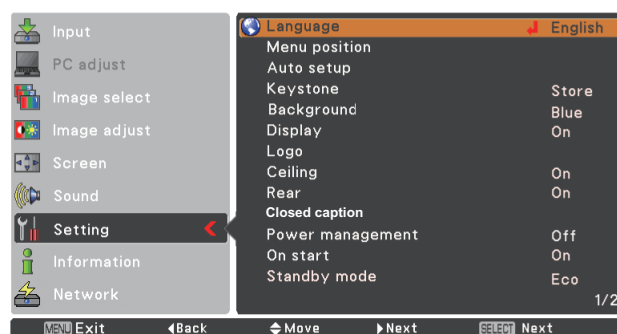 Input
PC adjust
Image select
Image adjust
Screen
Sound
Setting
Information
Network
Language English
Menu position
Auto setup
Keystone Store
Background Blue
Display On
Logo
Ceiling On
Rear On
Closed caption
Power management Off
On start On
Standby mode Eco
1/2
MENU Exit Back Move Next SELECT Next